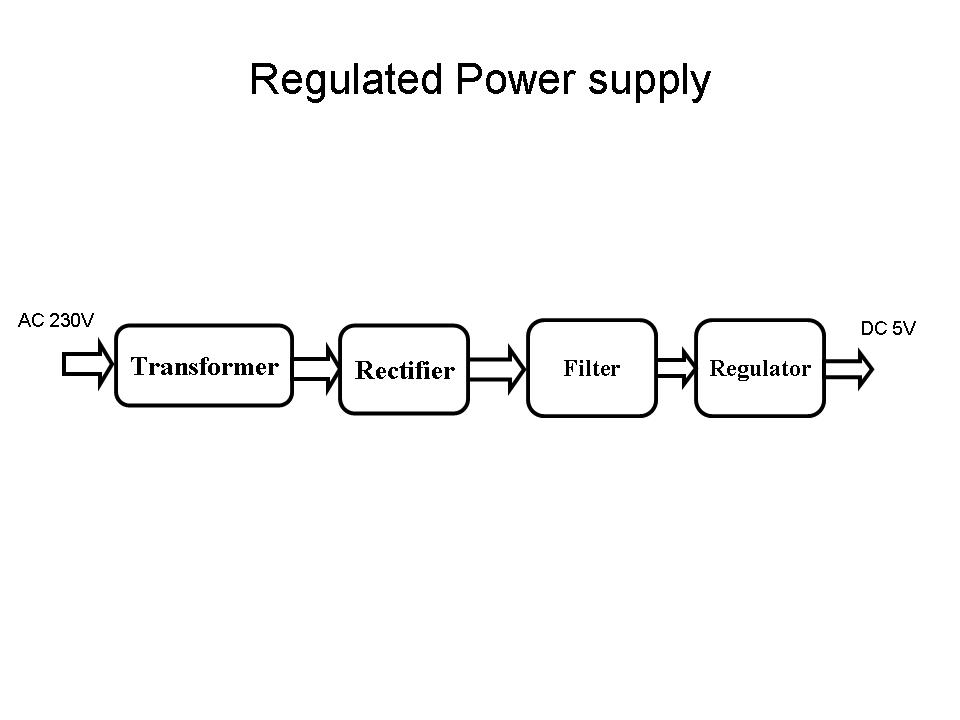 Regulated Power supply
AC 230V
DC 5V
Transformer
Rectifier
Filter
Regulator